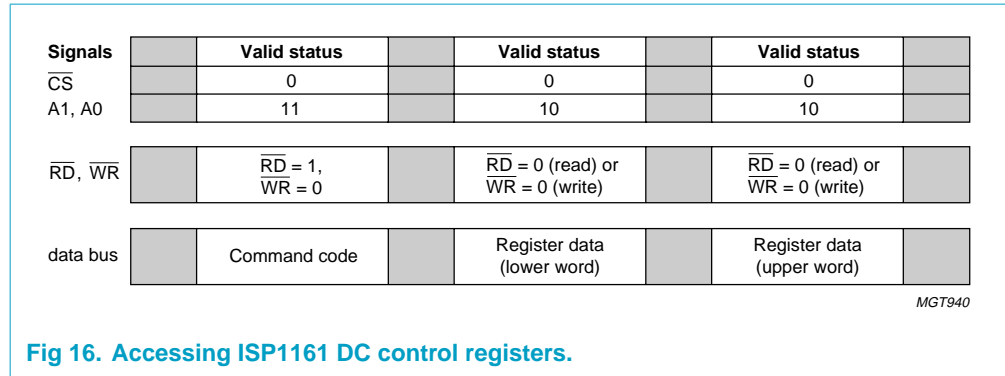 Signals Valid status Valid status Valid status
CS 0 0 0
A1, A0 11 10 10
RD, WR RD = 1, WR = 0 RD = 0 (read) or WR = 0 (write) RD = 0 (read) or WR = 0 (write)
data bus Command code Register data (lower word) Register data (upper word)
MGT940
Fig 16. Accessing ISP1161 DC control registers.